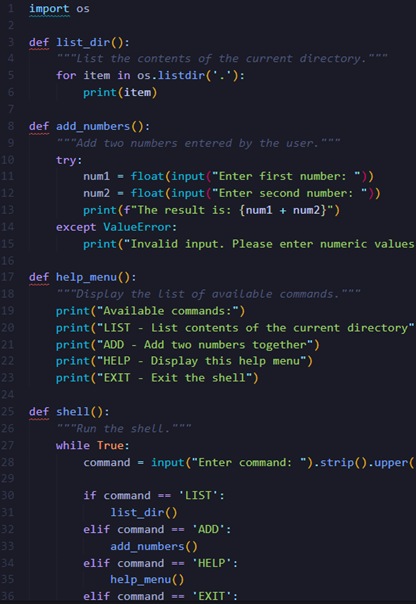 1 import os
2
3 def list_dir():
4     """List the contents of the current directory."""
5     for item in os.listdir('.'):
6         print(item)
7
8 def add_numbers():
9     """Add two numbers entered by the user."""
10     try:
11         num1 = float(input("Enter first number: "))
12         num2 = float(input("Enter second number: "))
13         print(f"The result is: {num1 + num2}")
14     except ValueError:
15         print("Invalid input. Please enter numeric values
16
17 def help_menu():
18     """Display the list of available commands."""
19     print("Available commands:")
20     print("LIST - List contents of the current directory"
21     print("ADD - Add two numbers together")
22     print("HELP - Display this help menu")
23     print("EXIT - Exit the shell")
24
25 def shell():
26     """Run the shell."""
27     while True:
28         command = input("Enter command: ").strip().upper(
29
30         if command == 'LIST':
31             list_dir()
32         elif command == 'ADD':
33             add_numbers()
34         elif command == 'HELP':
35             help_menu()
36         elif command == 'EXIT':